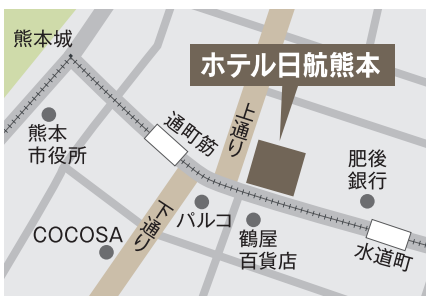 熊本城
ホテル日航熊本
熊本
市役所
通町筋
上通り
肥後
銀行
下通り
パルコ
COCOSA
鶴屋
百貨店
水道町